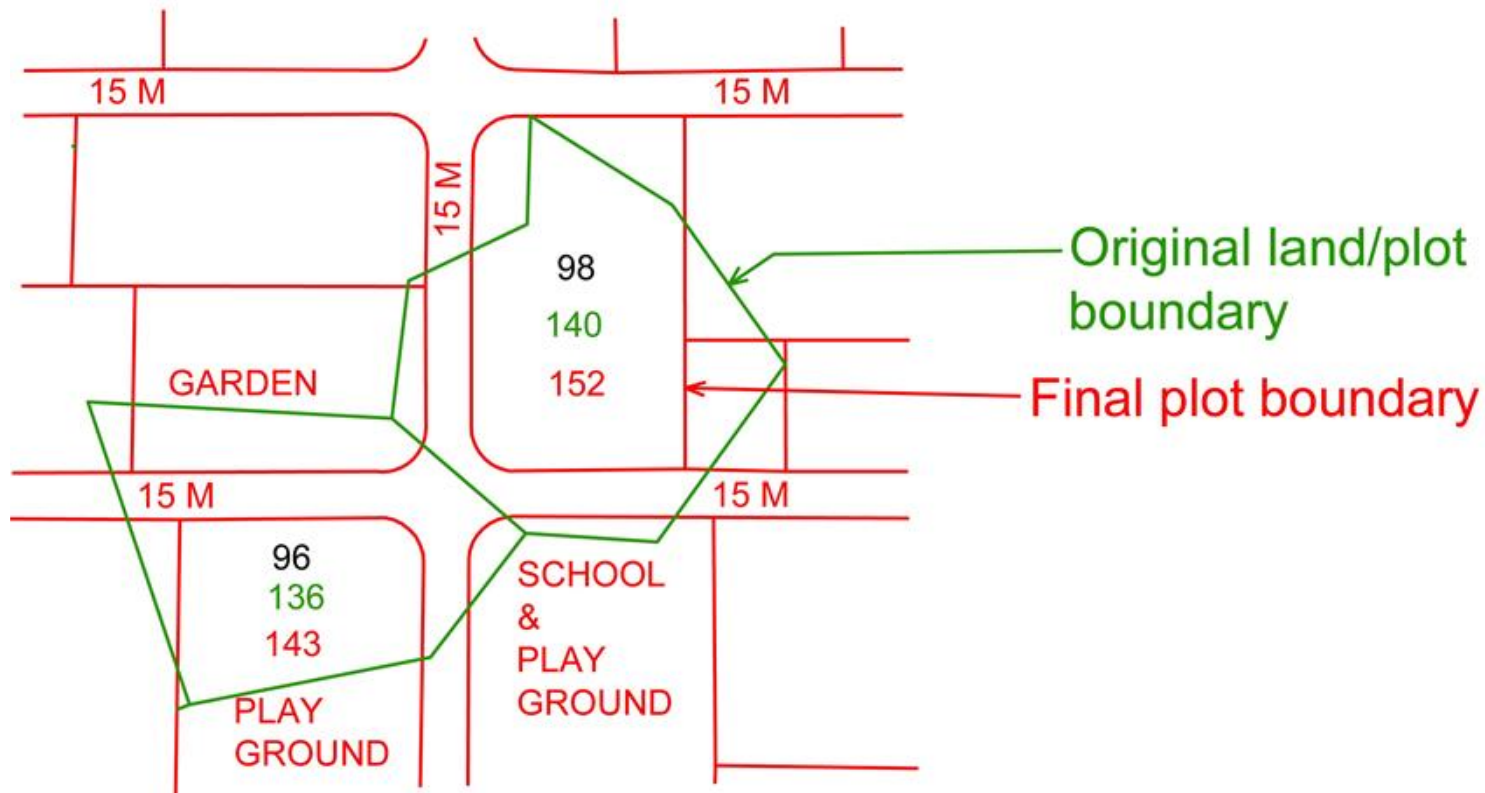 15 M
15 M
15 M
98
140
152
Original land/plot
boundary
GARDEN
Final plot boundary
15 M
15 M
96
136
143
SCHOOL
&
PLAY
GROUND
PLAY
GROUND